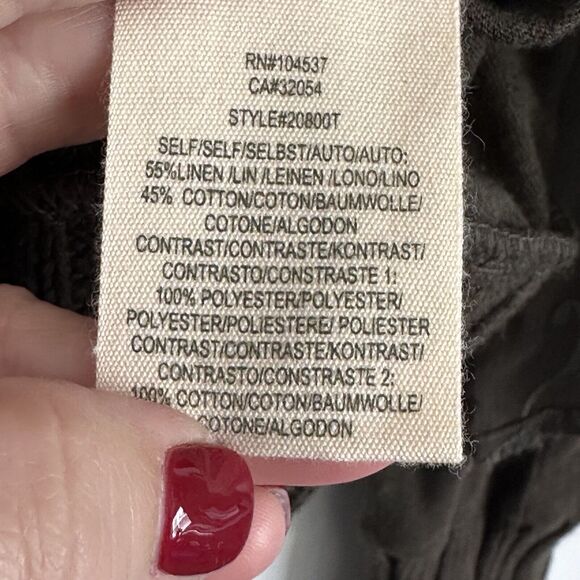 RN#104537
CA#32054
STYLE#20800T
SELF/SELF/SELBST/AUTO/AUTO:
55%LINEN /LIN /LEINEN /LONO/LINO
45% COTTON/COTON/BAUMWOLLE/
COTONE/ALGODON
CONTRAST/CONTRASTE/KONTRAST/
CONTRASTO/CONSTRASTE 1:
100% POLYESTER/POLYESTER/
POLYESTER/POLIESTERE/ POLIESTER
CONTRAST/CONTRASTE/KONTRAST/
CONTRASTO/CONSTRASTE 2:
100% COTTON/COTON/BAUMWOLLE/
COTONE/ALGODON